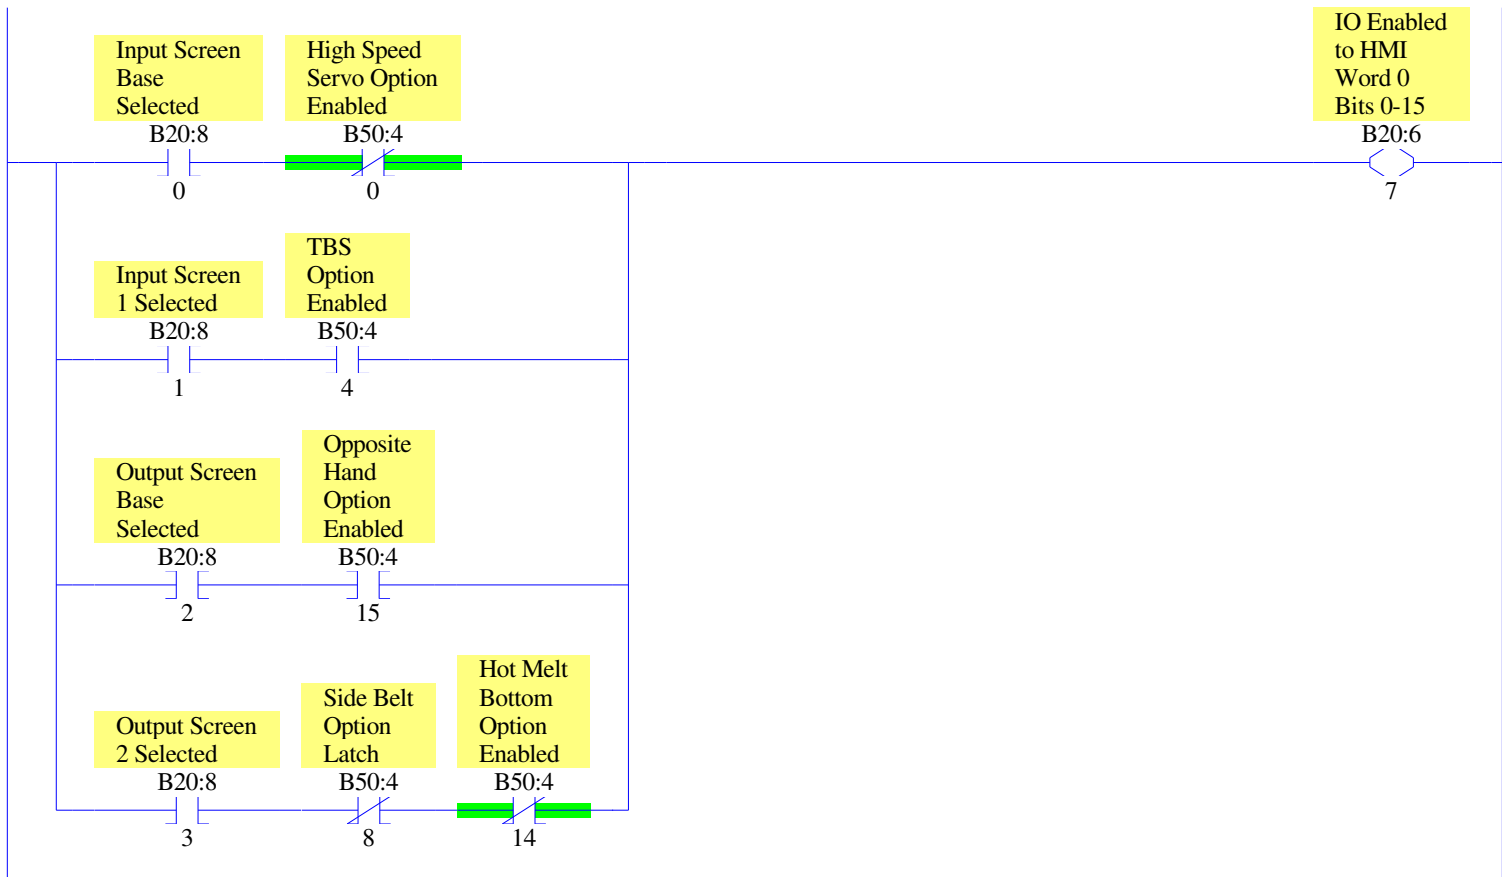 Input Screen
Base
Selected
B20:8
0
High Speed
Servo Option
Enabled
B50:4
0
IO Enabled
to HMI
Word 0
Bits 0-15
B20:6
7
Input Screen
1 Selected
B20:8
1
TBS
Option
Enabled
B50:4
4
Output Screen
Base
Selected
B20:8
2
Opposite
Hand
Option
Enabled
B50:4
15
Output Screen
2 Selected
B20:8
3
Side Belt
Option
Latch
B50:4
8
Hot Melt
Bottom
Option
Enabled
B50:4
14